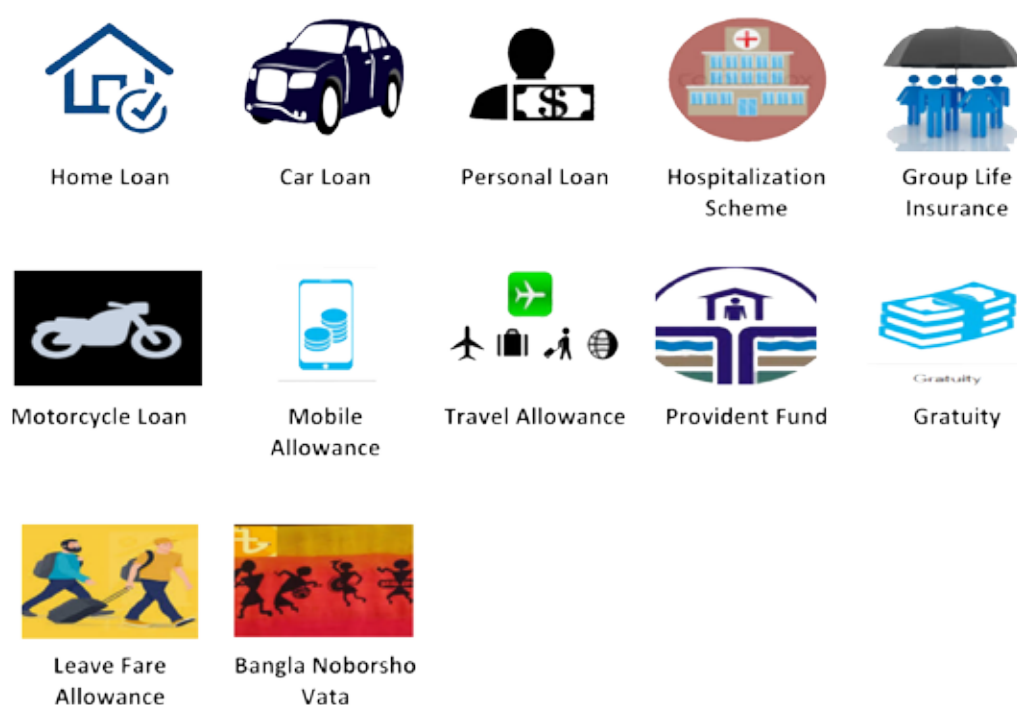 Home Loan
Car Loan
Personal Loan
Hospitalization
Scheme
Group Life
Insurance
$
Motorcycle Loan
Mobile
Allowance
Travel Allowance
Provident Fund
Gratuity
Gratuity
Leave Fare
Allowance
Bangla Noborsho
Vata